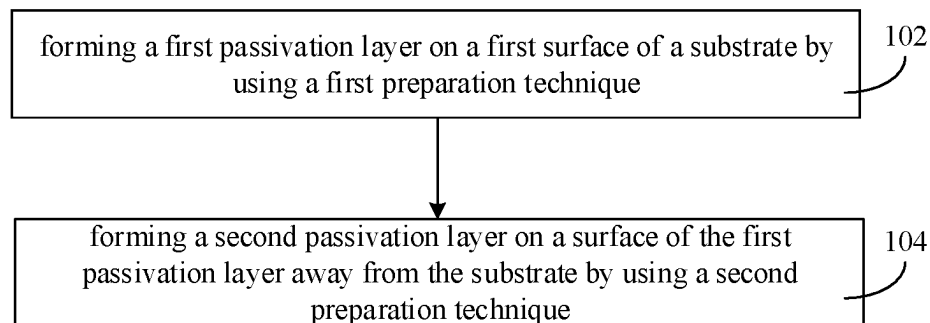 forming a first passivation layer on a first surface of a substrate by
using a first preparation technique
102
forming a second passivation layer on a surface of the first
passivation layer away from the substrate by using a second
preparation technique
104